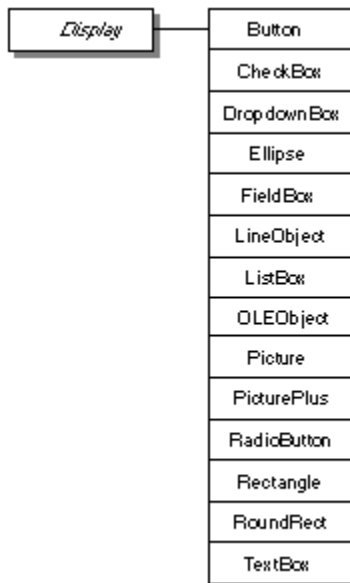 Display
Button
CheckBox
DropdownBox
Ellipse
FieldBox
LineObject
ListBox
OLEObject
Picture
PicturePlus
RadioButton
Rectangle
RoundRect
TextBox